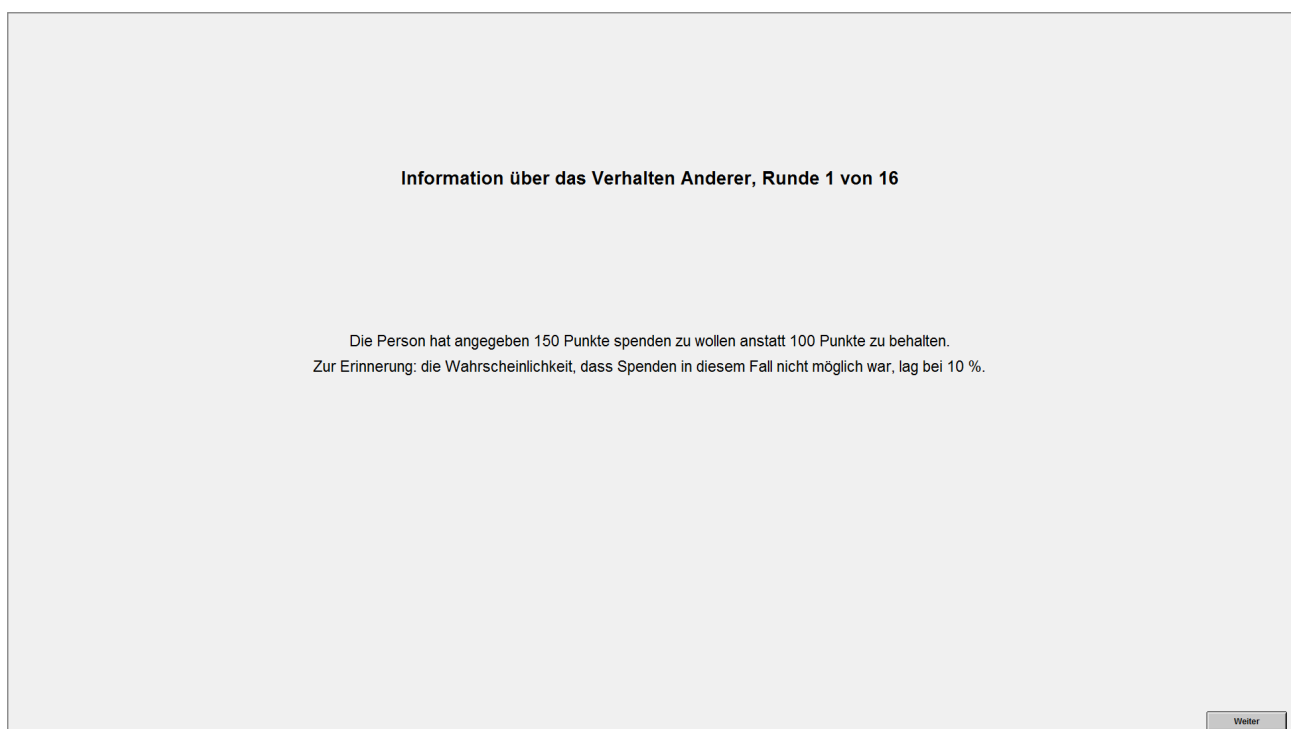 Information über das Verhalten Anderer, Runde 1 von 16
Die Person hat angegeben 150 Punkte spenden zu wollen anstatt 100 Punkte zu behalten.
Zur Erinnerung: die Wahrscheinlichkeit, dass Spenden in diesem Fall nicht möglich war, lag bei 10 %.
Weiter